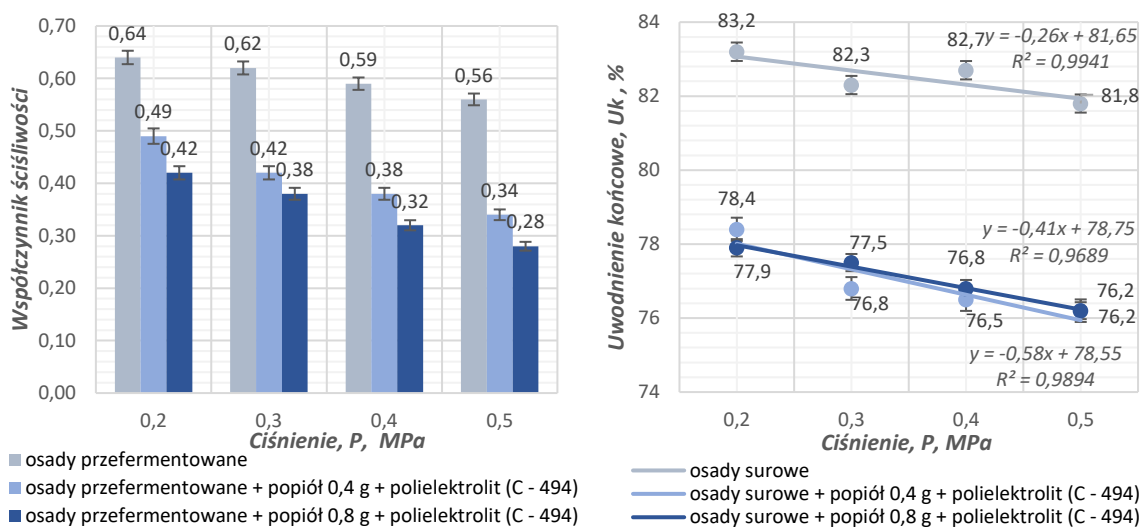 Współczynnik ściśliwości
0,70
0,60
0,50
0,40
0,30
0,20
0,10
0,00
0,64
0,62
0,59
0,56
0,49
0,42
0,38
0,34
0,42
0,38
0,32
0,28
0,2
0,3
0,4
0,5
Ciśnienie, P, MPa
osady przefermentowane
osady przefermentowane + popiół 0,4 g + polielektrolit (C - 494)
osady przefermentowane + popiół 0,8 g + polielektrolit (C - 494)
Uwodnienie końcowe, Uk , %
84
82
80
78
76
74
83,2
82,3
82,7
81,8
y = -0,26x + 81,65
R² = 0,9941
78,4
76,8
76,5
76,2
y = -0,41x + 78,75
R² = 0,9689
77,9
77,5
76,8
76,2
y = -0,58x + 78,55
R² = 0,9894
0,2
0,3
0,4
0,5
Ciśnienie, P, MPa
osady surowe
osady surowe + popiół 0,4 g + polielektrolit (C - 494)
osady surowe + popiół 0,8 g + polielektrolit (C - 494)